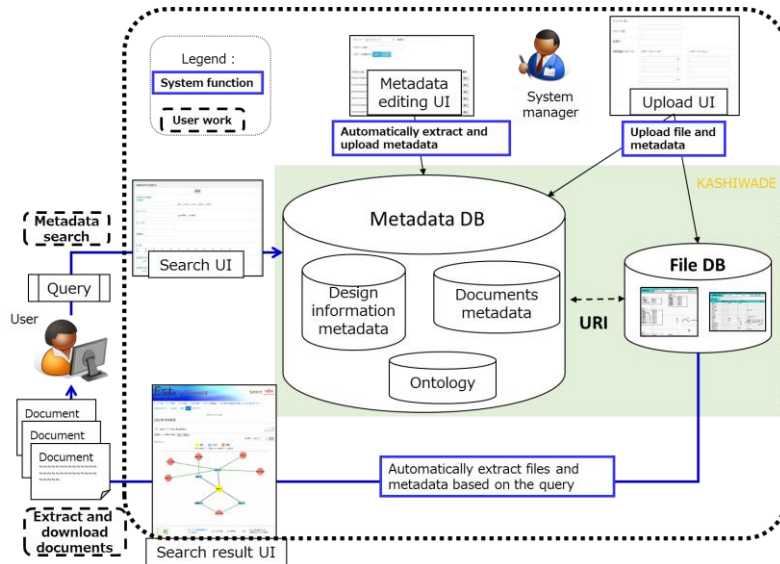 Legend :
System function
User work
Metadata
editing UI
System
manager
Upload UI
Automatically extract and
upload metadata
Upload file and
metadata
KASHIWADE
Metadata
search
Search UI
Query
User
Metadata DB
Design
information
metadata
Documents
metadata
Ontology
URI
File DB
Document
Document
Document
Extract and
download
documents
Automatically extract files and
metadata based on the query
Search result UI